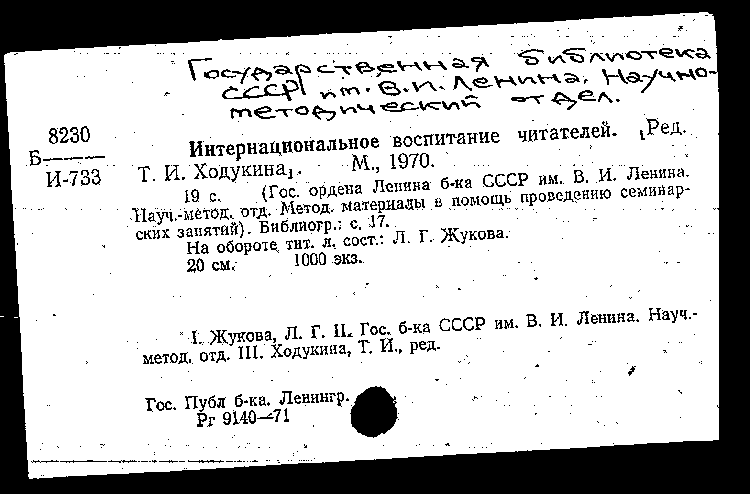 Государственная библиотека
СССР им. В. И. Ленина. Научно-
методический отдел.
8230
Б———
И-733
Интернациональное воспитание читателей. [Ред.
Т. И. Ходукина]. М., 1970.
19 с. (Гос. ордена Ленина б-ка СССР им. В. И. Ленина.
Науч.-метод. отд. Метод. материалы в помощь проведению семинар-
ских занятий). Библиогр.: с. 17.
На обороте тит. л. сост.: Л. Г. Жукова.
20 см. 1000 экз.
I. Жукова, Л. Г. II. Гос. б-ка СССР им. В. И. Ленина. Науч.-
метод. отд. III. Ходукина, Т. И., ред.
Гос. Публ б-ка. Ленингр.
Рг 9140—71